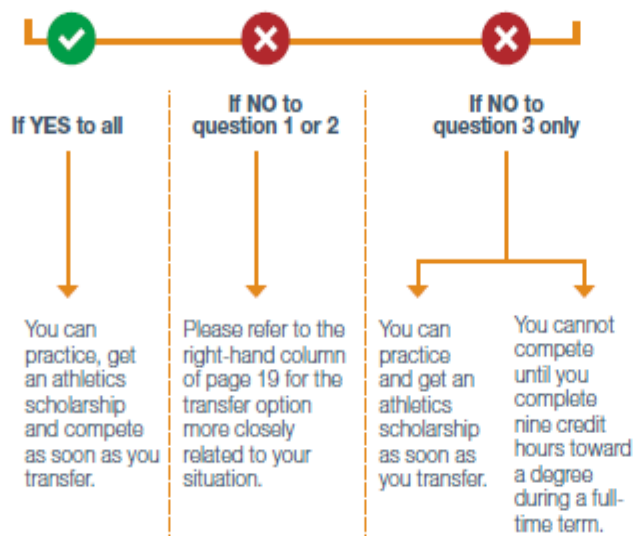 If YES to all
If NO to
question 1 or 2
If NO to
question 3 only
You can
practice, get
an athletics
scholarship
and compete
as soon as you
transfer.
Please refer to the
right-hand column
of page 19 for the
transfer option
more closely
related to your
situation.
You can
practice
and get an
athletics
scholarship
as soon as
you transfer.
You cannot
compete
until you
complete
nine credit
hours toward
a degree
during a full-
time term.